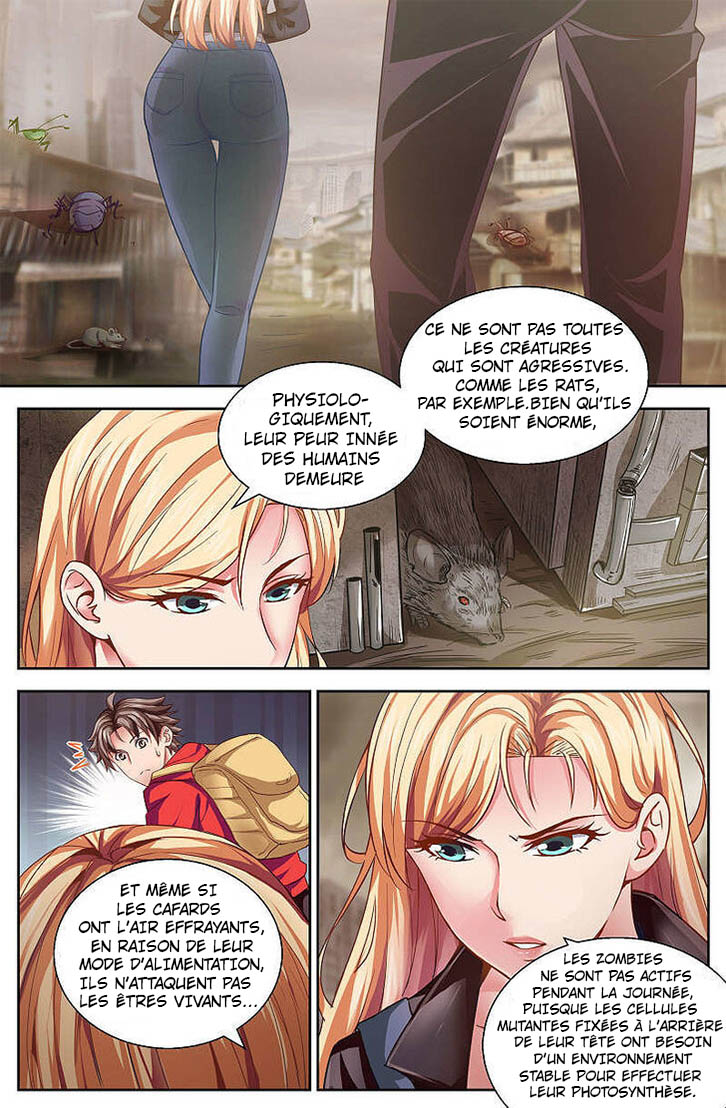 CE NE SONT PAS TOUTES
LES CRÉATURES
QUI SONT AGRESSIVES.
COMME LES RATS,
PAR EXEMPLE.BIEN QU'ILS
SOIENT ÉNORME,
PHYSIOLO-
GIQUEMENT,
LEUR PEUR INNÉE
DES HUMAINS
DEMEURE
ET MÊME SI
LES CAFARDS
ONT L'AIR EFFRAYANTS,
EN RAISON DE LEUR
MODE D'ALIMENTATION,
ILS N'ATTAQUENT PAS
LES ÊTRES VIVANTS...
LES ZOMBIES
NE SONT PAS ACTIFS
PENDANT LA JOURNÉE,
PUISQUE LES CELLULES
MUTANTES FIXÉES À L'ARRIÈRE
DE LEUR TÊTE ONT BESOIN
D'UN ENVIRONNEMENT
STABLE POUR EFFECTUER
LEUR PHOTOSYNTHÈSE.